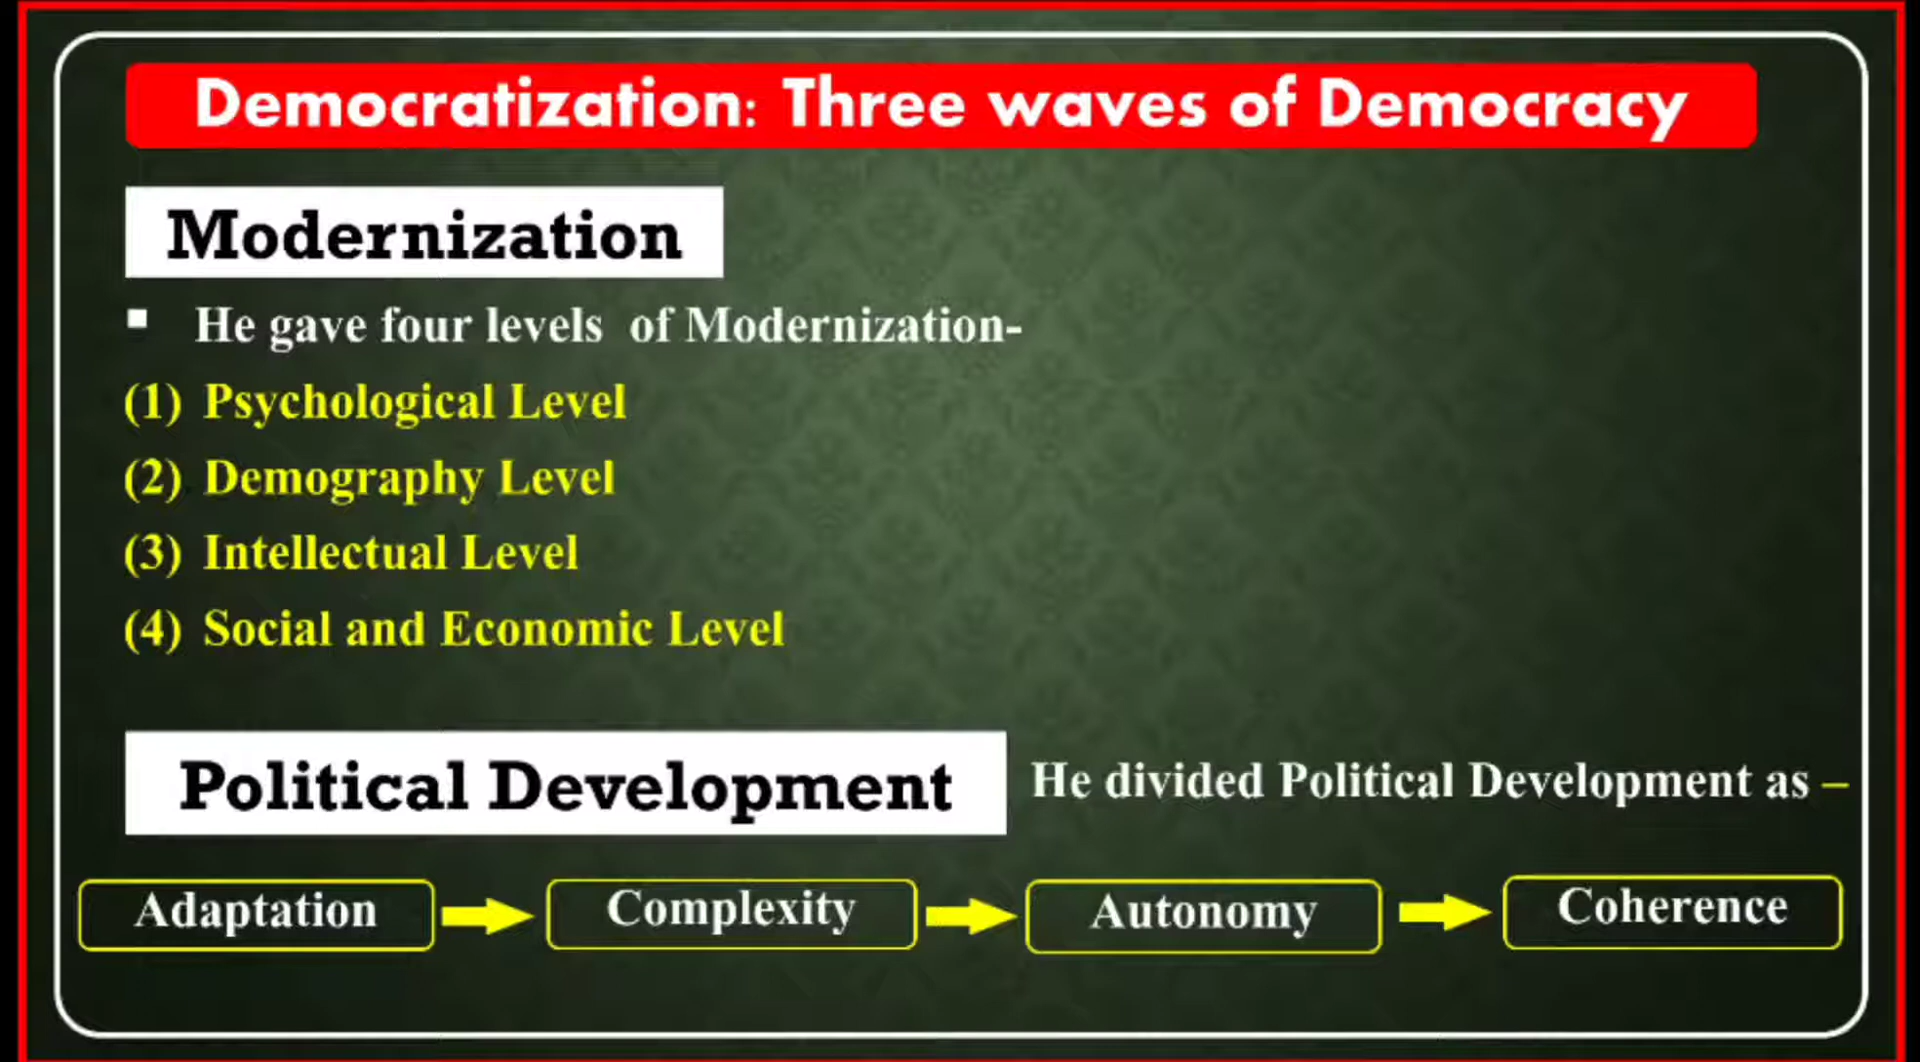 Democratization: Three waves of Democracy
Modernization
▪ He gave four levels of Modernization-
(1) Psychological Level
(2) Demography Level
(3) Intellectual Level
(4) Social and Economic Level
Political Development He divided Political Development as –
Adaptation Complexity Autonomy Coherence